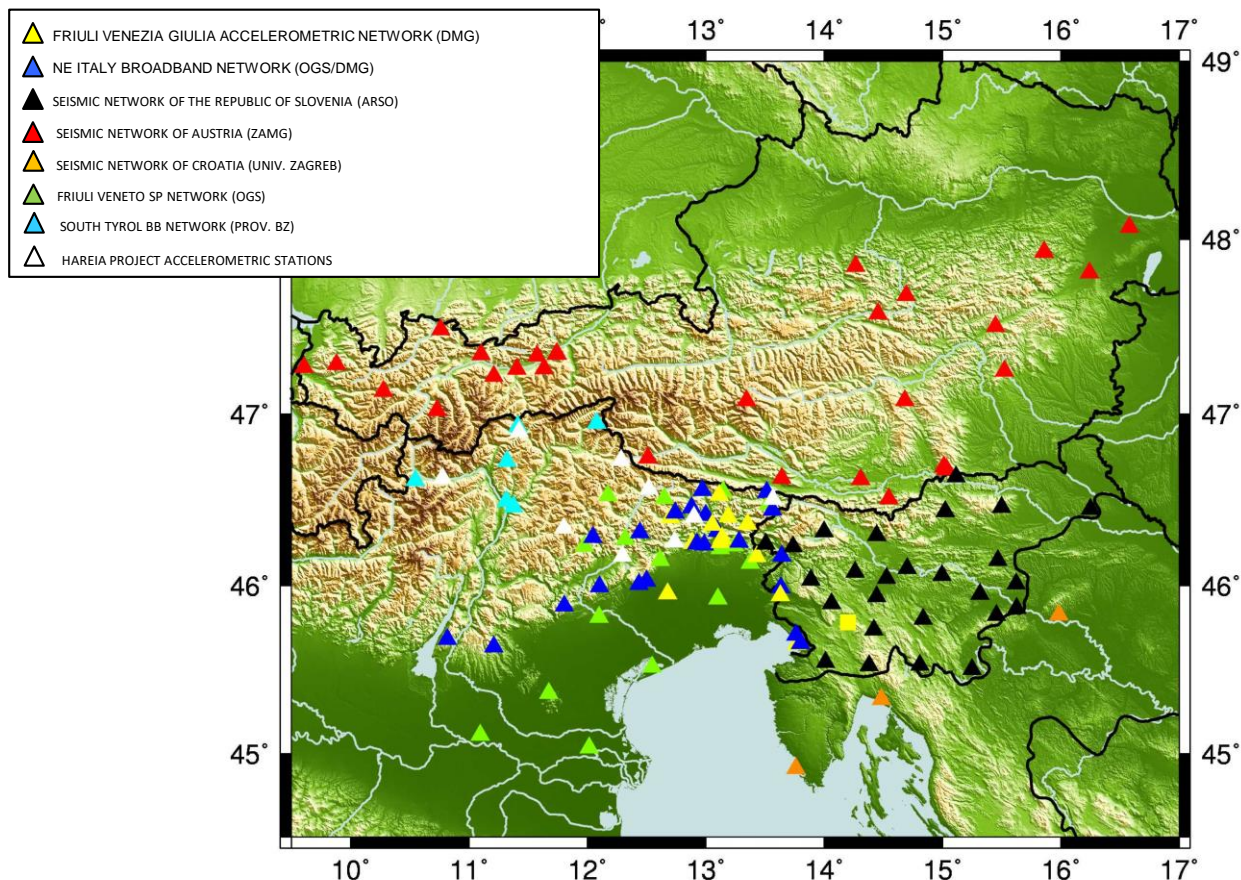 FRIULI VENEZIA GIULIA ACCELEROMETRIC NETWORK (DMG)
NE ITALY BROADBAND NETWORK (OGS/DMG)
SEISMIC NETWORK OF THE REPUBLIC OF SLOVENIA (ARSO)
SEISMIC NETWORK OF AUSTRIA (ZAMG)
SEISMIC NETWORK OF CROATIA (UNIV. ZAGREB)
FRIULI VENETO SP NETWORK (OGS)
SOUTH TYROL BB NETWORK (PROV. BZ)
HAREIA PROJECT ACCELEROMETRIC STATIONS
13˚ 14˚ 15˚ 16˚ 17˚
49˚
48˚ 48˚
47˚ 47˚
46˚ 46˚
45˚ 45˚
10˚ 11˚ 12˚ 13˚ 14˚ 15˚ 16˚ 17˚